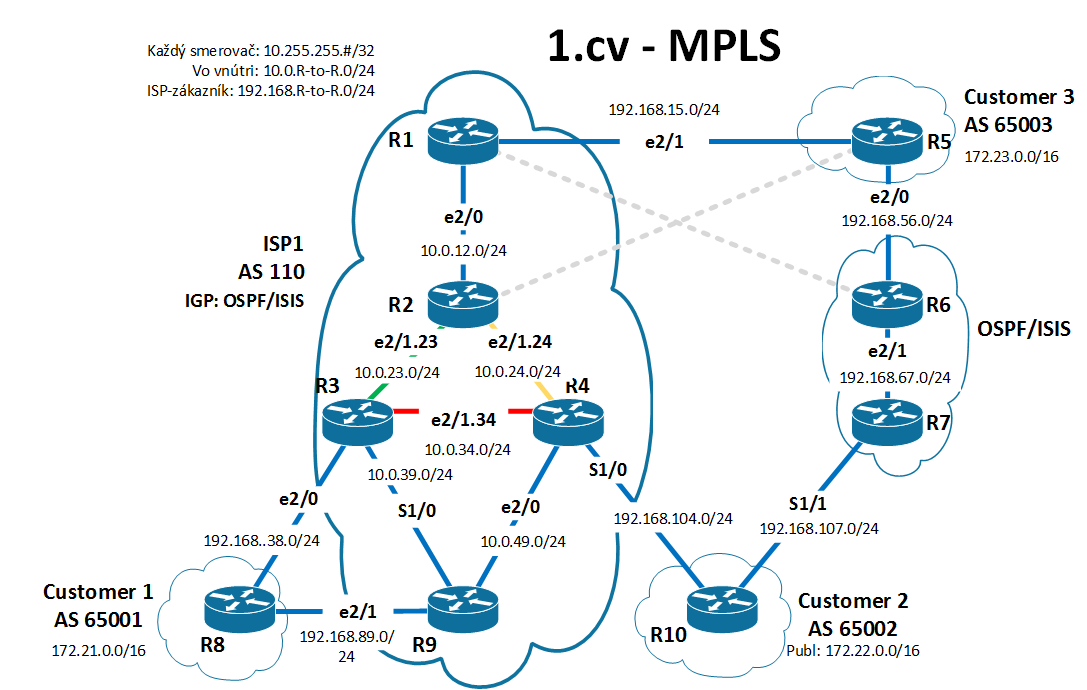 1.cv - MPLS
Každý smerovač: 10.255.255.#/32
Vo vnútri: 10.0.R-to-R.0/24
ISP-zákazník: 192.168.R-to-R.0/24
192.168.15.0/24
Customer 3
AS 65003
R1
e2/1
R5
172.23.0.0/16
e2/0
e2/0
192.168.56.0/24
10.0.12.0/24
ISP1
AS 110
IGP: OSPF/ISIS
R2
R6
OSPF/ISIS
e2/1.23
e2/1.24
e2/1
10.0.23.0/24
10.0.24.0/24
192.168.67.0/24
R3
R4
e2/1.34
R7
10.0.34.0/24
10.0.39.0/24
S1/0
e2/0
S1/0
e2/0
S1/1
192.168.104.0/24
192.168.107.0/24
192.168..38.0/24
10.0.49.0/24
Customer 1
AS 65001
172.21.0.0/16
R8
e2/1
192.168.89.0/
24
R9
R10
Customer 2
AS 65002
Publ: 172.22.0.0/16